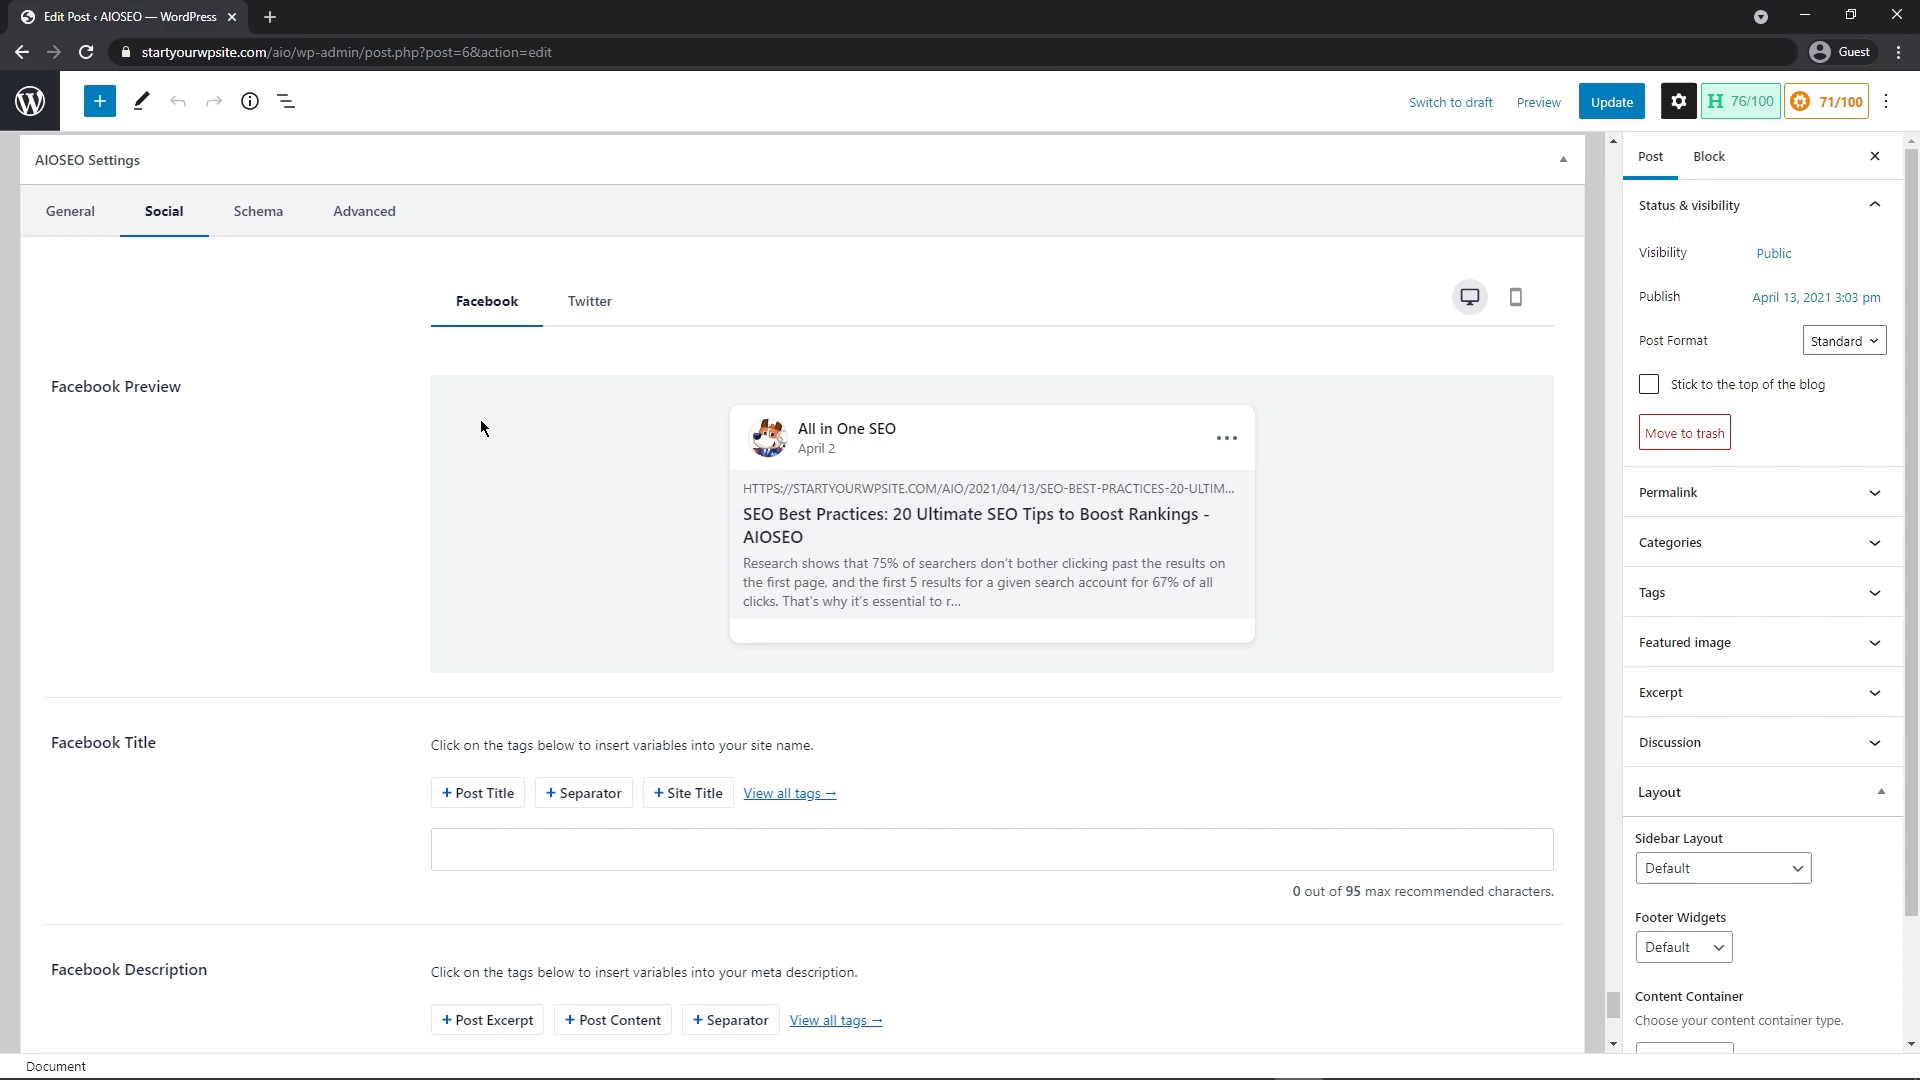 Edit Post ‹ AIOSEO — WordPress
startyourwpsite.com/aio/wp-admin/post.php?post=6&action=edit
Guest
Switch to draft
Preview
Update
H 76/100
71/100
AIOSEO Settings
General
Social
Schema
Advanced
Facebook
Twitter
Facebook Preview
All in One SEO
April 2
HTTPS://STARTYOURWPSITE.COM/AIO/2021/04/13/SEO-BEST-PRACTICES-20-ULTIM...
SEO Best Practices: 20 Ultimate SEO Tips to Boost Rankings -
AIOSEO
Research shows that 75% of searchers don't bother clicking past the results on
the first page, and the first 5 results for a given search account for 67% of all
clicks. That's why it's essential to r...
Facebook Title
Click on the tags below to insert variables into your site name.
+ Post Title
+ Separator
+ Site Title
View all tags →
0 out of 95 max recommended characters.
Facebook Description
Click on the tags below to insert variables into your meta description.
+ Post Excerpt
+ Post Content
+ Separator
View all tags →
Post
Block
Status & visibility
Visibility
Public
Publish
April 13, 2021 3:03 pm
Post Format
Standard
Stick to the top of the blog
Move to trash
Permalink
Categories
Tags
Featured image
Excerpt
Discussion
Layout
Sidebar Layout
Default
Footer Widgets
Default
Content Container
Choose your content container type.
Document